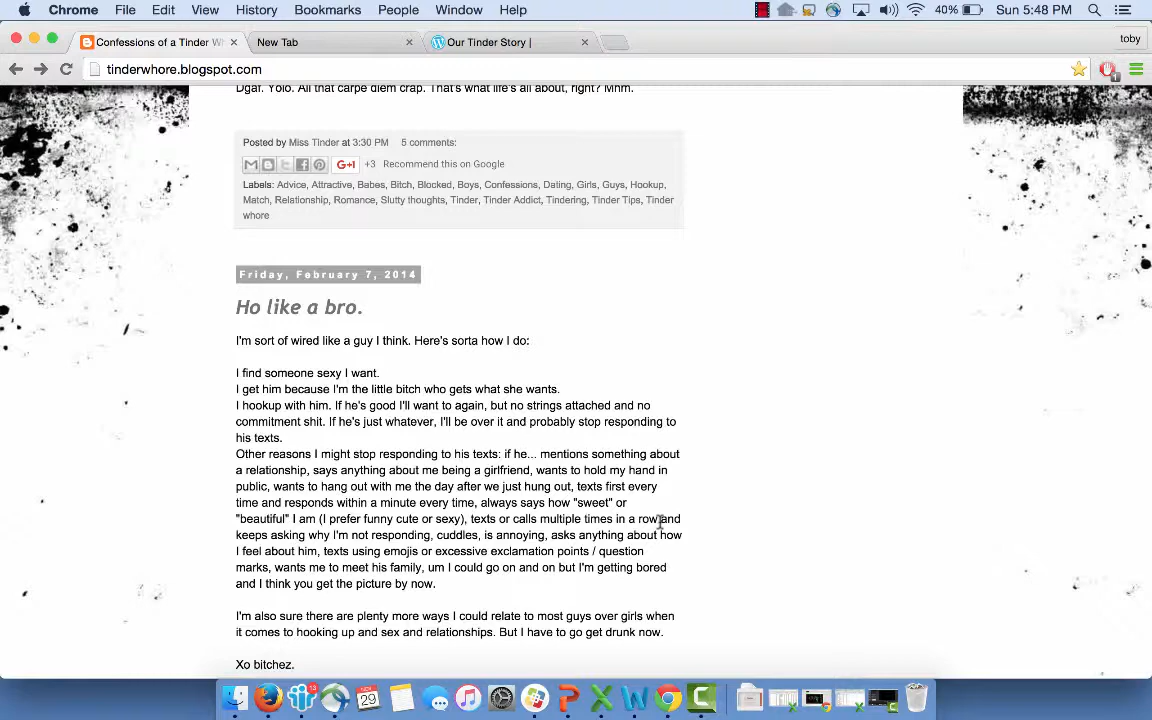 Chrome File Edit View History Bookmarks People Window Help 40% Sun 5:48 PM
Confessions of a Tinder Wh New Tab Our Tinder Story | toby
tinderwhore.blogspot.com
Dgaf. Yolo. All that carpe diem crap. That's what life's all about, right? Mhm.
Posted by Miss Tinder at 3:30 PM 5 comments:
G+1 +3 Recommend this on Google
Labels: Advice, Attractive, Babes, Bitch, Blocked, Boys, Confessions, Dating, Girls, Guys, Hookup,
Match, Relationship, Romance, Slutty thoughts, Tinder, Tinder Addict, Tindering, Tinder Tips, Tinder
whore
Friday, February 7, 2014
Ho like a bro.
I'm sort of wired like a guy I think. Here's sorta how I do:
I find someone sexy I want.
I get him because I'm the little bitch who gets what she wants.
I hookup with him. If he's good I'll want to again, but no strings attached and no
commitment shit. If he's just whatever, I'll be over it and probably stop responding to
his texts.
Other reasons I might stop responding to his texts: if he... mentions something about
a relationship, says anything about me being a girlfriend, wants to hold my hand in
public, wants to hang out with me the day after we just hung out, texts first every
time and responds within a minute every time, always says how "sweet" or
"beautiful" I am (I prefer funny cute or sexy), texts or calls multiple times in a row and
keeps asking why I'm not responding, cuddles, is annoying, asks anything about how
I feel about him, texts using emojis or excessive exclamation points / question
marks, wants me to meet his family, um I could go on and on but I'm getting bored
and I think you get the picture by now.
I'm also sure there are plenty more ways I could relate to most guys over girls when
it comes to hooking up and sex and relationships. But I have to go get drunk now.
Xo bitchez.